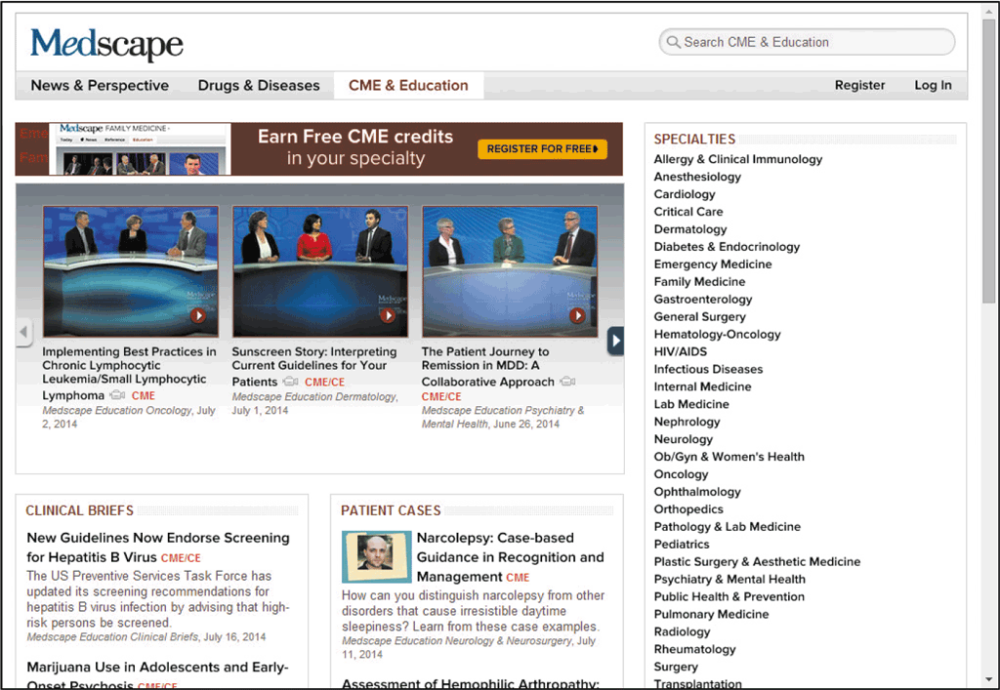 Medscape
Search CME & Education
News & Perspective
Drugs & Diseases
CME & Education
Register
Log In
Medscape FAMILY MEDICINE
Today
News
Reference
Education
Earn Free CME credits
in your specialty
REGISTER FOR FREE
Implementing Best Practices in
Chronic Lymphocytic
Leukemia/Small Lymphocytic
Lymphoma CME
Medscape Education Oncology, July
2, 2014
Sunscreen Story: Interpreting
Current Guidelines for Your
Patients CME/CE
Medscape Education Dermatology,
July 1, 2014
The Patient Journey to
Remission in MDD: A
Collaborative Approach
CME/CE
Medscape Education Psychiatry &
Mental Health, June 26, 2014
CLINICAL BRIEFS
New Guidelines Now Endorse Screening
for Hepatitis B Virus CME/CE
The US Preventive Services Task Force has
updated its screening recommendations for
hepatitis B virus infection by advising that high-
risk persons be screened.
Medscape Education Clinical Briefs, July 16, 2014
Marijuana Use in Adolescents and Early-
Onset Psychosis CME/CE
PATIENT CASES
Narcolepsy: Case-based
Guidance in Recognition and
Management CME
How can you distinguish narcolepsy from other
disorders that cause irresistible daytime
sleepiness? Learn from these case examples.
Medscape Education Neurology & Neurosurgery, July
11, 2014
Assessment of Hemophilic Arthropathy:
SPECIALTIES
Allergy & Clinical Immunology
Anesthesiology
Cardiology
Critical Care
Dermatology
Diabetes & Endocrinology
Emergency Medicine
Family Medicine
Gastroenterology
General Surgery
Hematology-Oncology
HIV/AIDS
Infectious Diseases
Internal Medicine
Lab Medicine
Nephrology
Neurology
Ob/Gyn & Women's Health
Oncology
Ophthalmology
Orthopedics
Pathology & Lab Medicine
Pediatrics
Plastic Surgery & Aesthetic Medicine
Psychiatry & Mental Health
Public Health & Prevention
Pulmonary Medicine
Radiology
Rheumatology
Surgery
Transplantation